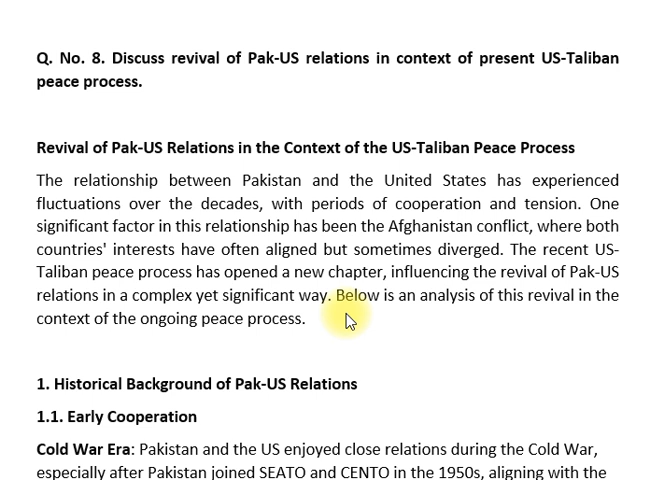 Q. No. 8. Discuss revival of Pak-US relations in context of present US-Taliban
peace process.
Revival of Pak-US Relations in the Context of the US-Taliban Peace Process
The relationship between Pakistan and the United States has experienced
fluctuations over the decades, with periods of cooperation and tension. One
significant factor in this relationship has been the Afghanistan conflict, where both
countries' interests have often aligned but sometimes diverged. The recent US-
Taliban peace process has opened a new chapter, influencing the revival of Pak-US
relations in a complex yet significant way. Below is an analysis of this revival in the
context of the ongoing peace process.
1. Historical Background of Pak-US Relations
1.1. Early Cooperation
Cold War Era: Pakistan and the US enjoyed close relations during the Cold War,
especially after Pakistan joined SEATO and CENTO in the 1950s, aligning with the